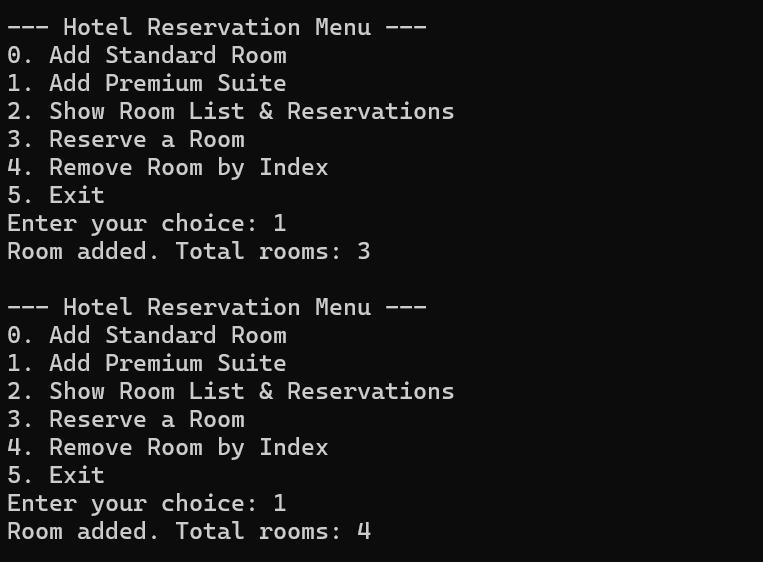 --- Hotel Reservation Menu ---
0. Add Standard Room
1. Add Premium Suite
2. Show Room List & Reservations
3. Reserve a Room
4. Remove Room by Index
5. Exit
Enter your choice: 1
Room added. Total rooms: 3

--- Hotel Reservation Menu ---
0. Add Standard Room
1. Add Premium Suite
2. Show Room List & Reservations
3. Reserve a Room
4. Remove Room by Index
5. Exit
Enter your choice: 1
Room added. Total rooms: 4